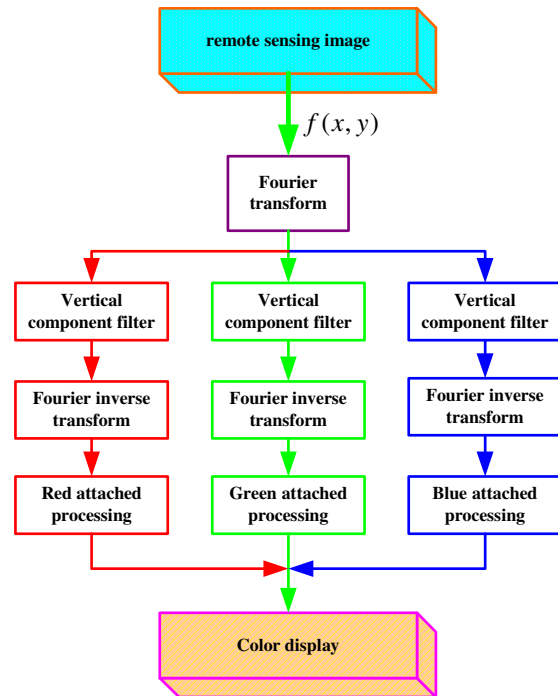 remote sensing image
f(x, y)
Fourier
transform
Vertical
component filter
Vertical
component filter
Vertical
component filter
Fourier inverse
transform
Fourier inverse
transform
Fourier inverse
transform
Red attached
processing
Green attached
processing
Blue attached
processing
Color display